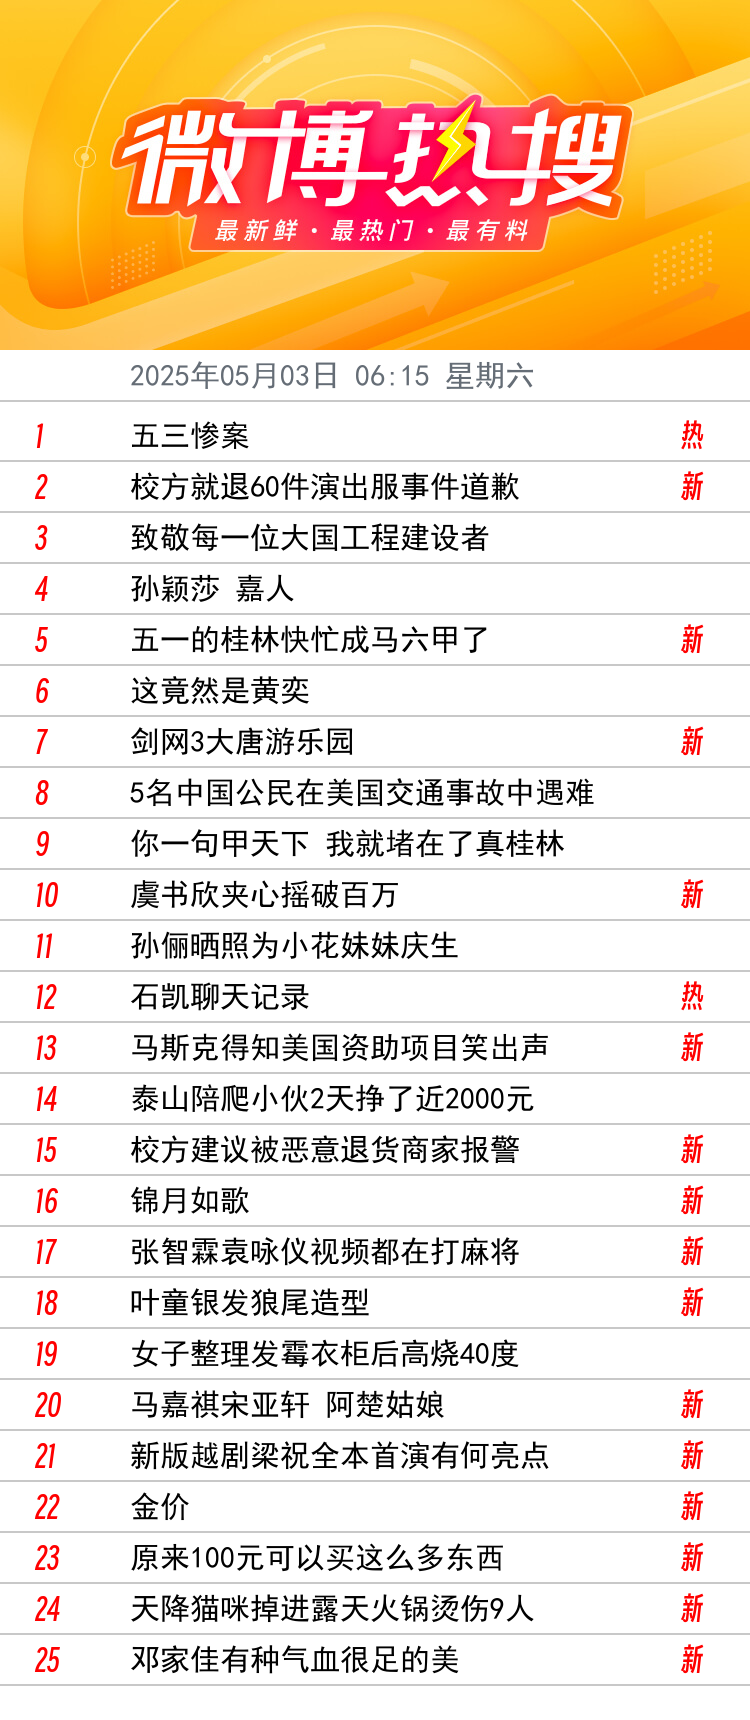 微博热搜
最新鲜·最热门·最有料
2025年05月03日 06:15 星期六
1 五三惨案 热
2 校方就退60件演出服事件道歉 新
3 致敬每一位大国工程建设者
4 孙颖莎 嘉人
5 五一的桂林快忙成马六甲了 新
6 这竟然是黄奕
7 剑网3大唐游乐园 新
8 5名中国公民在美国交通事故中遇难
9 你一句甲天下 我就堵在了真桂林
10 虞书欣夹心摇破百万 新
11 孙俪晒照为小花妹妹庆生
12 石凯聊天记录 热
13 马斯克得知美国资助项目笑出声 新
14 泰山陪爬小伙2天挣了近2000元
15 校方建议被恶意退货商家报警 新
16 锦月如歌 新
17 张智霖袁咏仪视频都在打麻将 新
18 叶童银发狼尾造型 新
19 女子整理发霉衣柜后高烧40度
20 马嘉祺宋亚轩 阿楚姑娘 新
21 新版越剧梁祝全本首演有何亮点 新
22 金价 新
23 原来100元可以买这么多东西 新
24 天降猫咪掉进露天火锅烫伤9人 新
25 邓家佳有种气血很足的美 新